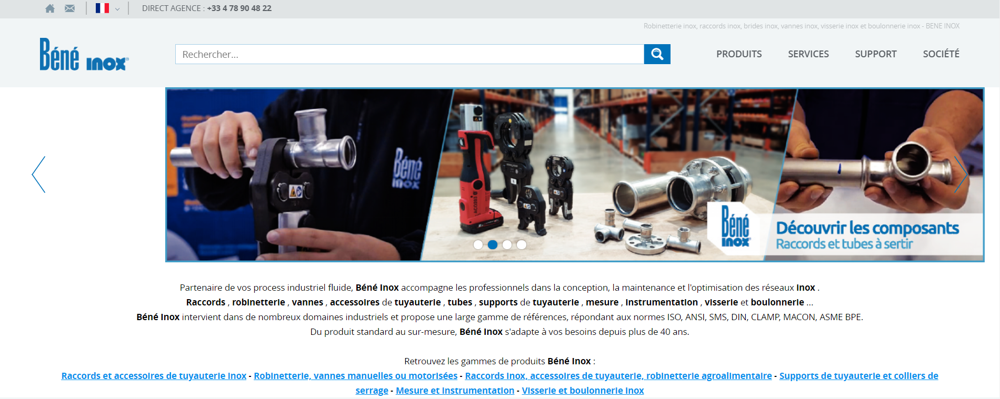 DIRECT AGENCE : +33 4 78 90 48 22
Robinetterie inox, raccords inox, brides inox, vannes inox, visserie inox et boulonnerie inox - BENE INOX
Béné inox®
Rechercher...
PRODUITS
SERVICES
SUPPORT
SOCIÉTÉ
Béné
inox
Béné
inox
Découvrir les composants
Raccords et tubes à sertir
Partenaire de vos process industriel fluide, Béné Inox accompagne les professionnels dans la conception, la maintenance et l'optimisation des réseaux Inox .
Raccords , robinetterie , vannes , accessoires de tuyauterie , tubes , supports de tuyauterie , mesure , instrumentation , visserie et boulonnerie ...
Béné Inox intervient dans de nombreux domaines industriels et propose une large gamme de références, répondant aux normes ISO, ANSI, SMS, DIN, CLAMP, MACON, ASME BPE.
Du produit standard au sur-mesure, Béné Inox s'adapte à vos besoins depuis plus de 40 ans.
Retrouvez les gammes de produits Béné Inox :
Raccords et accessoires de tuyauterie inox - Robinetterie, vannes manuelles ou motorisées - Raccords inox, accessoires de tuyauterie, robinetterie agroalimentaire - Supports de tuyauterie et colliers de
serrage - Mesure et instrumentation - Visserie et boulonnerie inox